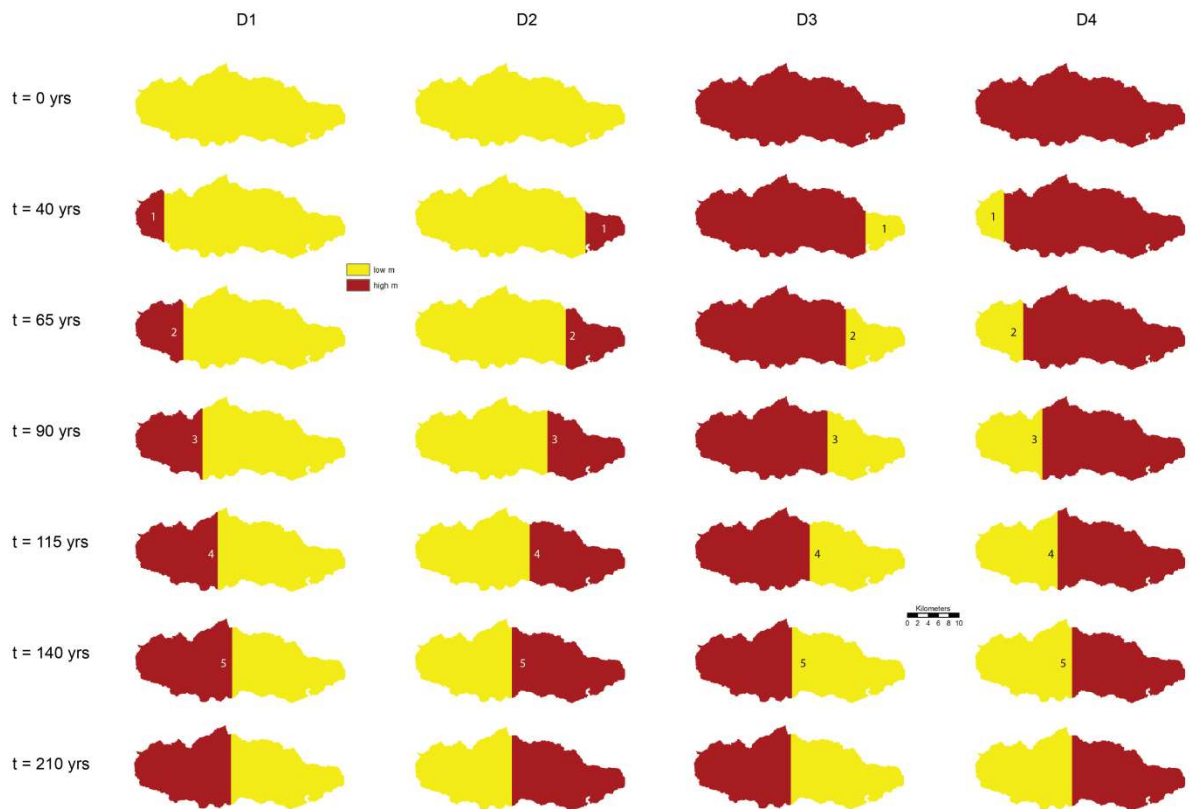 D1 D2 D3 D4
t = 0 yrs
t = 40 yrs
1 1 1 1
low m
high m
t = 65 yrs
2 2 2 2
t = 90 yrs
3 3 3 3
t = 115 yrs
4 4 4 4
Kilometers
0 2 4 6 8 10
t = 140 yrs
5 5 5 5
t = 210 yrs